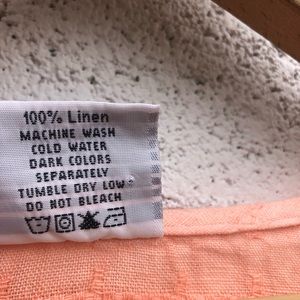 100% Linen
MACHINE WASH
COLD WATER
DARK COLORS
SEPARATELY
TUMBLE DRY LOW
DO NOT BLEACH